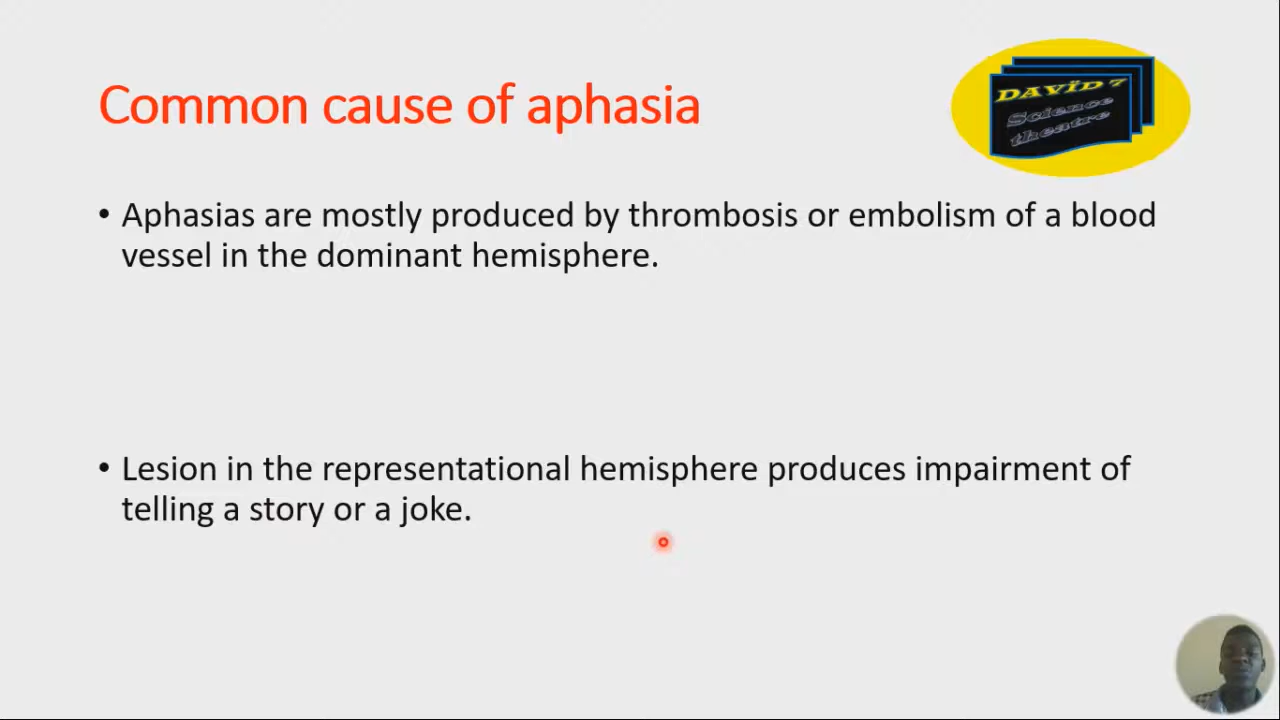 Common cause of aphasia
DAVÏD 7
Science
theatre
• Aphasias are mostly produced by thrombosis or embolism of a blood
vessel in the dominant hemisphere.
• Lesion in the representational hemisphere produces impairment of
telling a story or a joke.